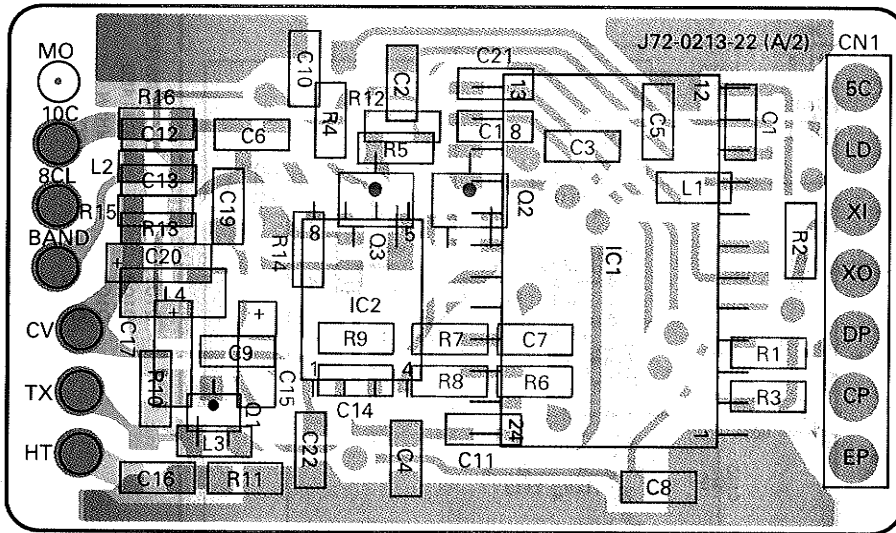 J72-0213-22 (A/2)
CN1
MO
10C
8CL
BAND
CV
TX
HT
5C
LD
XI
XO
DP
CP
EP
R16
C12
L2
C13
R15
R13
C20
+
L4
+
C17
R10
C16
C10
R4
C6
C19
R14
C9
+
C15
Q1
L3
R11
C22
C2
R12
R5
Q3
8
5
IC2
R9
1
4
C14
C4
C21
C18
Q2
R7
R8
C7
R6
C11
13
12
24
1
C3
C5
C1
L1
IC1
R2
R1
R3
C8